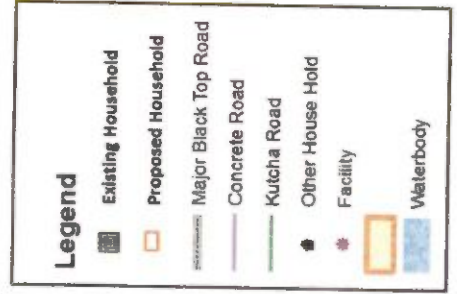 Legend
Existing Household
Proposed Household
Major Black Top Road
Concrete Road
Kutcha Road
Other House Hold
Facility
Waterbody